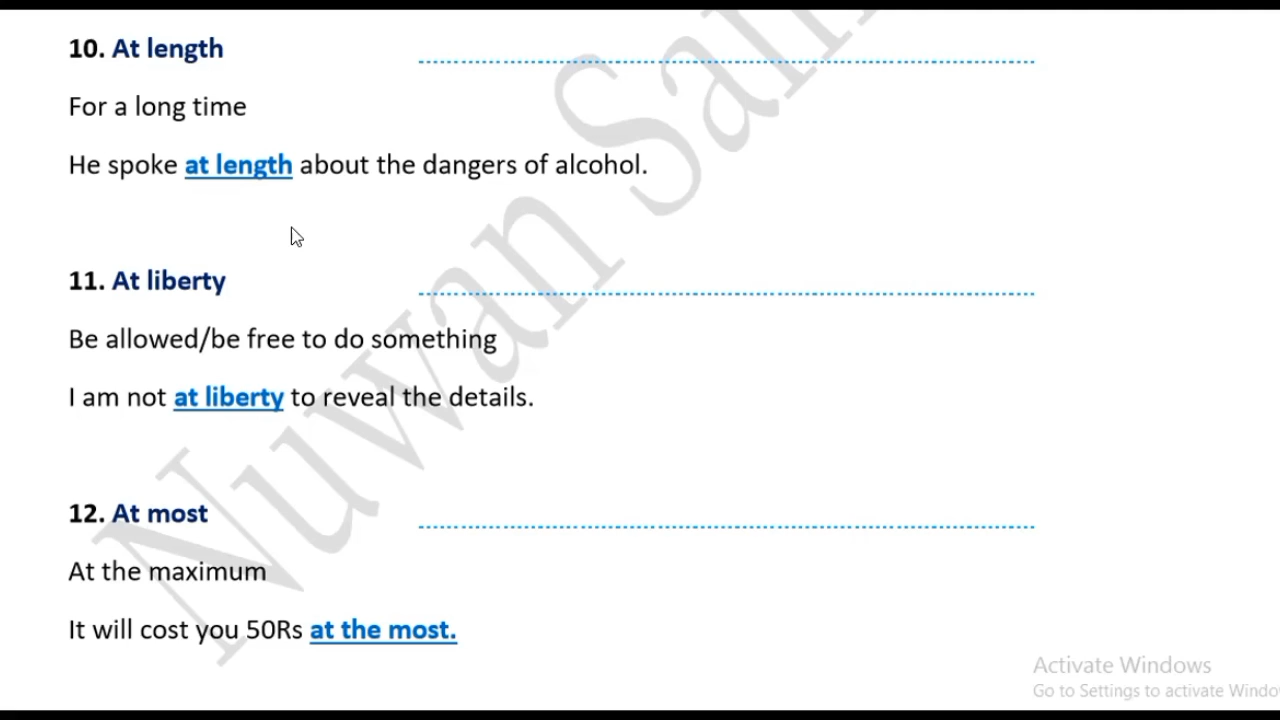 10. At length
For a long time
He spoke at length about the dangers of alcohol.
11. At liberty
Be allowed/be free to do something
I am not at liberty to reveal the details.
12. At most
At the maximum
It will cost you 50Rs at the most.
Nuwan
Activate Windows
Go to Settings to activate